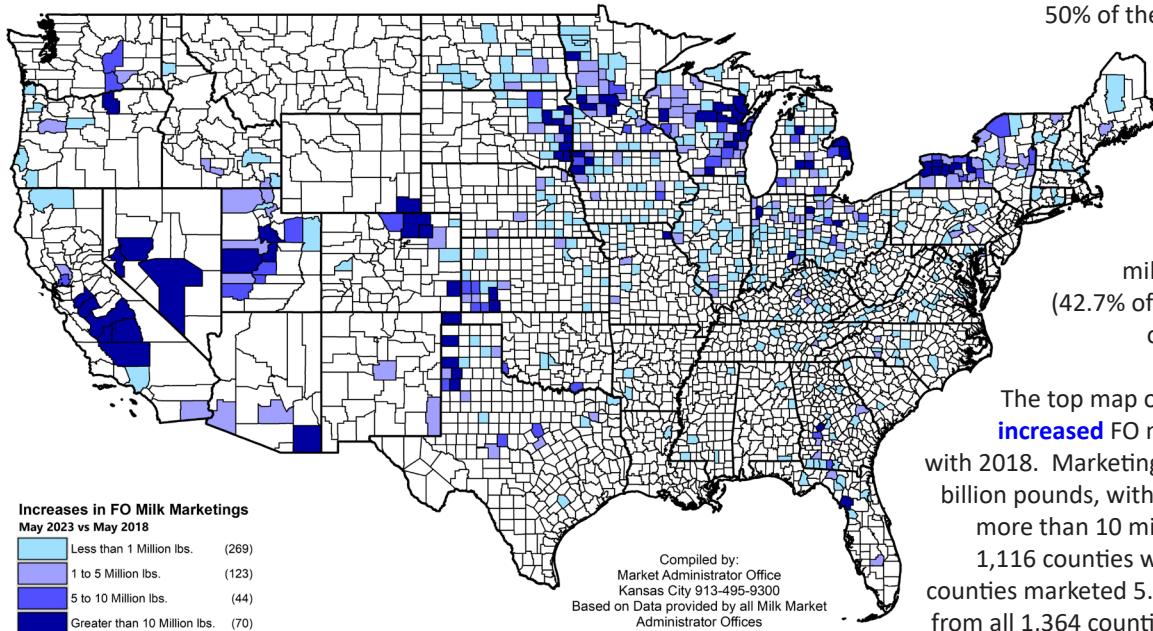 50% of the
mil
(42.7% of
The top map
increased FO
with 2018. Marketing
billion pounds, with
more than 10 mi
1,116 counties w
counties marketed 5.
from all 1,364 counti
Increases in FO Milk Marketings
May 2023 vs May 2018
Less than 1 Million lbs. (269)
1 to 5 Million lbs. (123)
5 to 10 Million lbs. (44)
Greater than 10 Million lbs. (70)
Compiled by:
Market Administrator Office
Kansas City 913-495-9300
Based on Data provided by all Milk Market
Administrator Offices